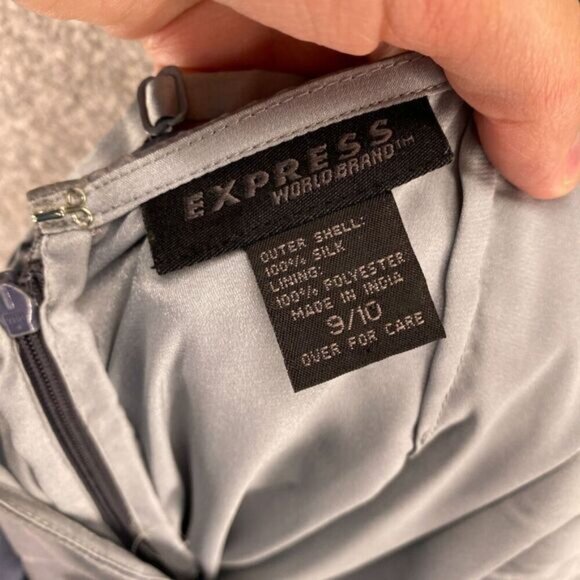 EXPRESS
WORLD BRAND™
OUTER SHELL:
100% SILK
LINING:
100% POLYESTER
MADE IN INDIA
9/10
OVER FOR CARE